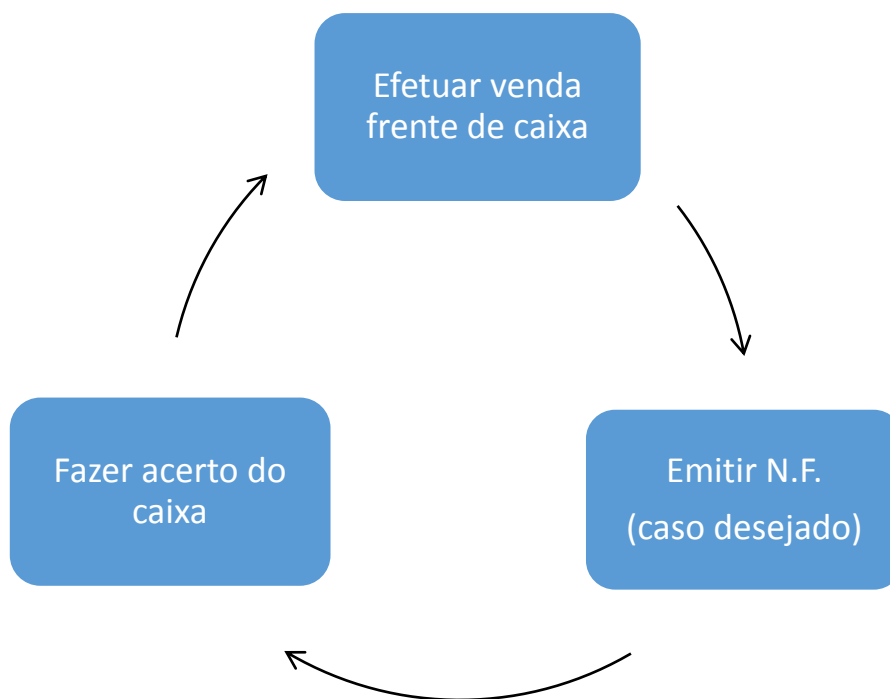 Efetuar venda
frente de caixa
Fazer acerto do
caixa
Emitir N.F.
(caso desejado)